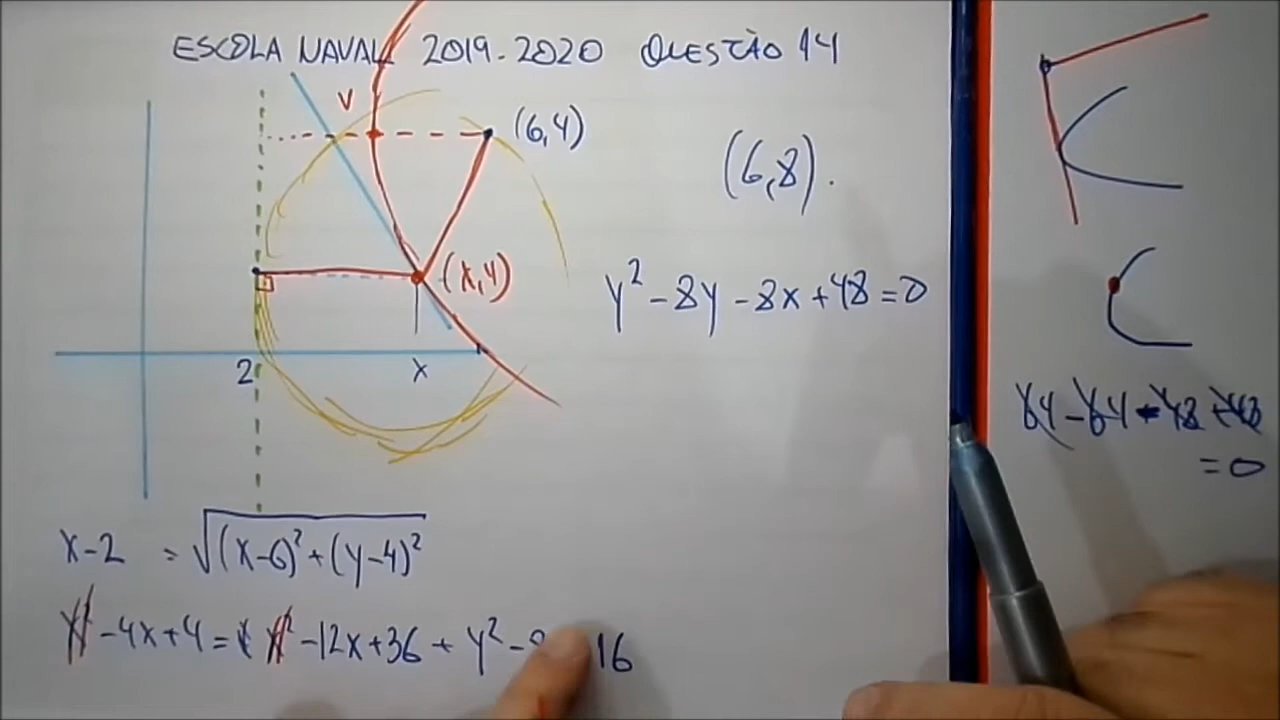 ESCOLA NAVAL 2019-2020 QUESTÃO 14
V
(6,4)
(6,8).
(x,y)
y² - 8y - 8x + 48 = 0
2
x
64 - 64 - 48 + 48
= 0
x - 2 = √(x-6)² + (y-4)²
x² - 4x + 4 = x² - 12x + 36 + y² - 16